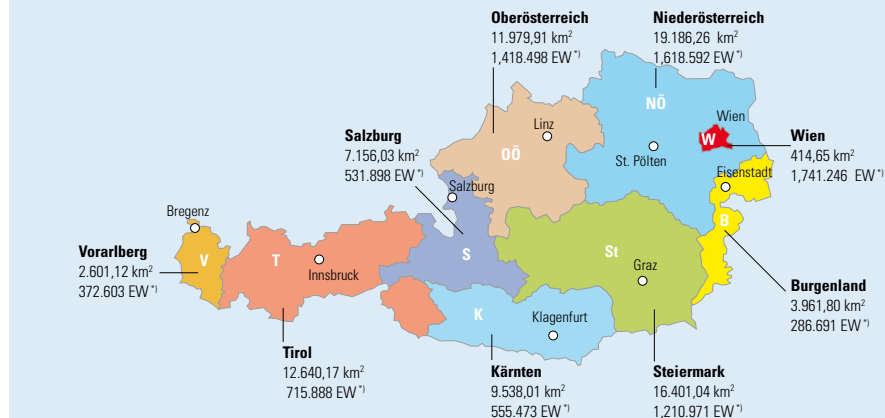 Oberösterreich
11.979,91 km²
1,418.498 EW *)
Niederösterreich
19.186,26 km²
1,618.592 EW *)
NÖ
Wien
W
Linz
OÖ
St. Pölten
Wien
414,65 km²
1,741.246 EW *)
Salzburg
7.156,03 km²
531.898 EW *)
Salzburg
Eisenstadt
B
Bregenz
Vorarlberg
2.601,12 km²
372.603 EW *)
V
T
Innsbruck
S
St
Graz
Burgenland
3.961,80 km²
286.691 EW *)
K
Klagenfurt
Tirol
12.640,17 km²
715.888 EW *)
Kärnten
9.538,01 km²
555.473 EW *)
Steiermark
16.401,04 km²
1,210.971 EW *)